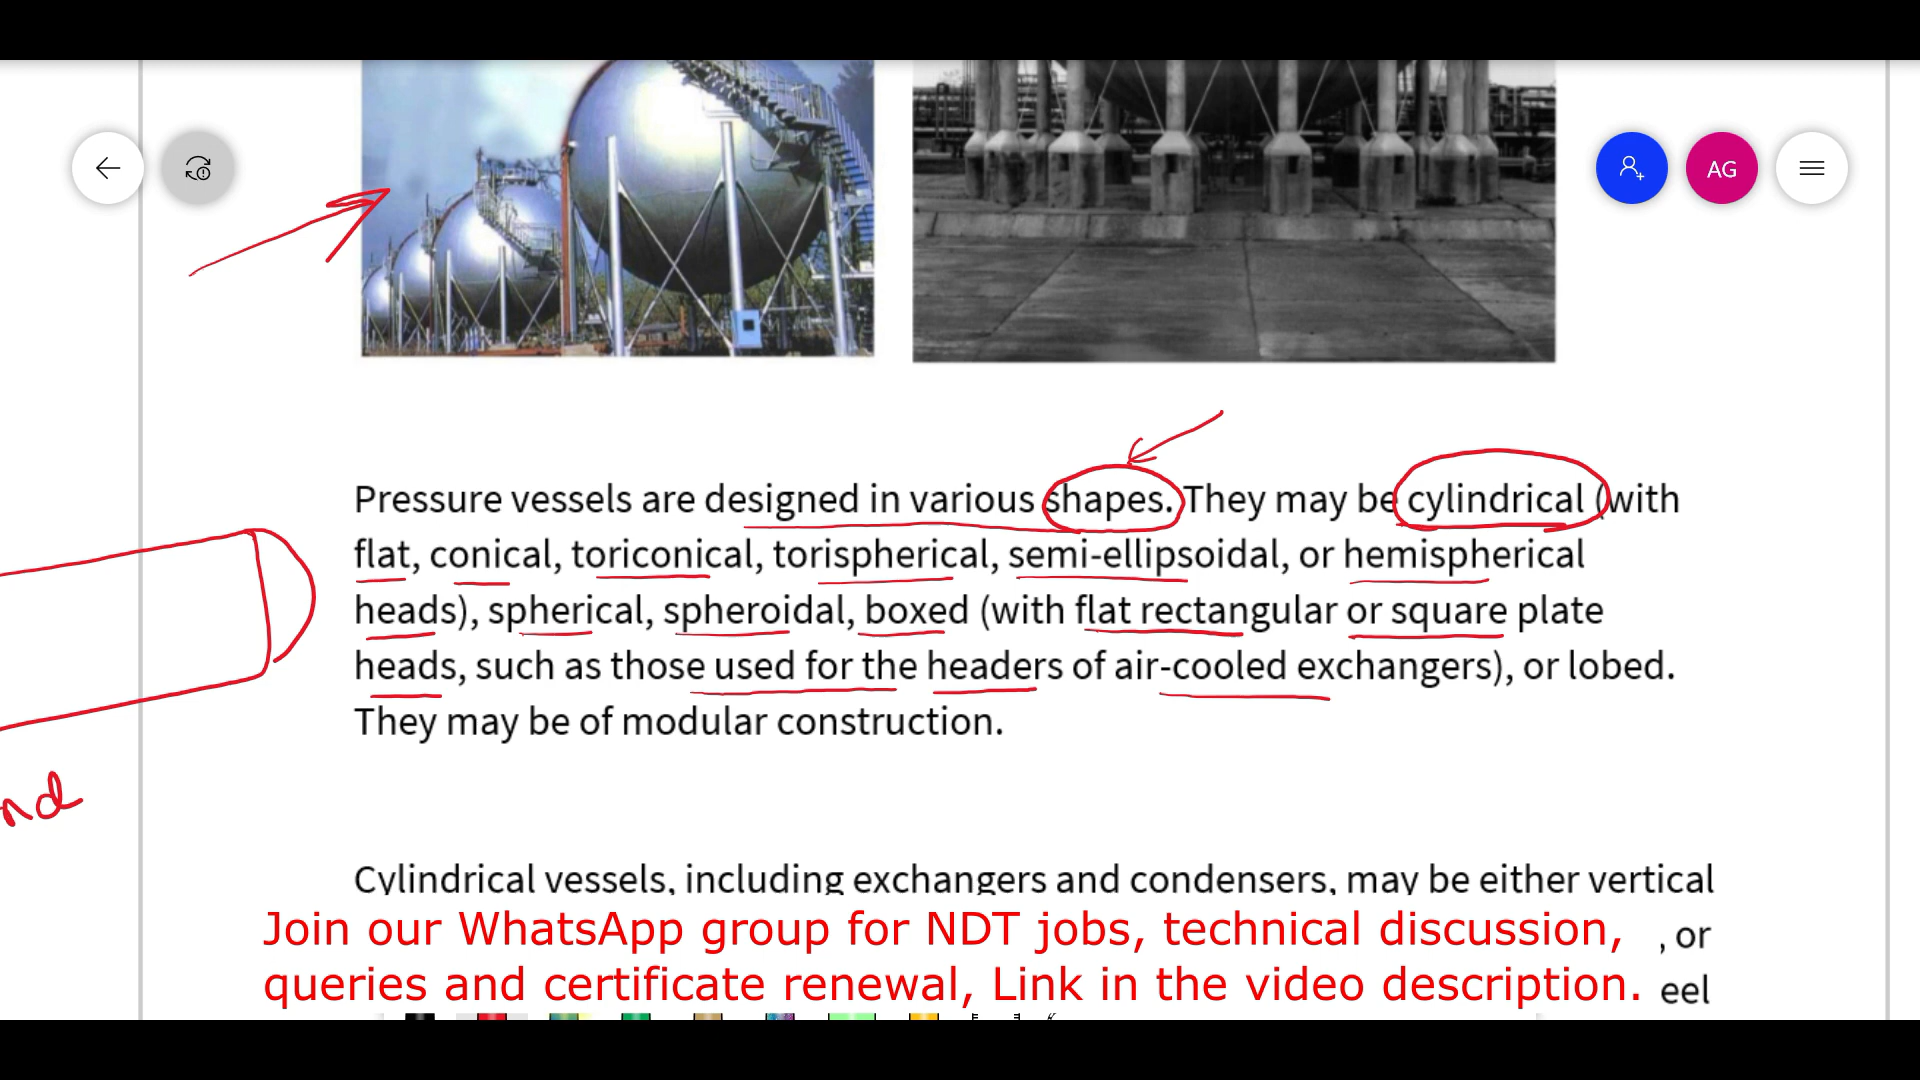 AG
Pressure vessels are designed in various shapes. They may be cylindrical (with
flat, conical, toriconical, torispherical, semi-ellipsoidal, or hemispherical
heads), spherical, spheroidal, boxed (with flat rectangular or square plate
heads, such as those used for the headers of air-cooled exchangers), or lobed.
They may be of modular construction.
nd
Cylindrical vessels, including exchangers and condensers, may be either vertical
Join our WhatsApp group for NDT jobs, technical discussion, , or
queries and certificate renewal, Link in the video description. eel